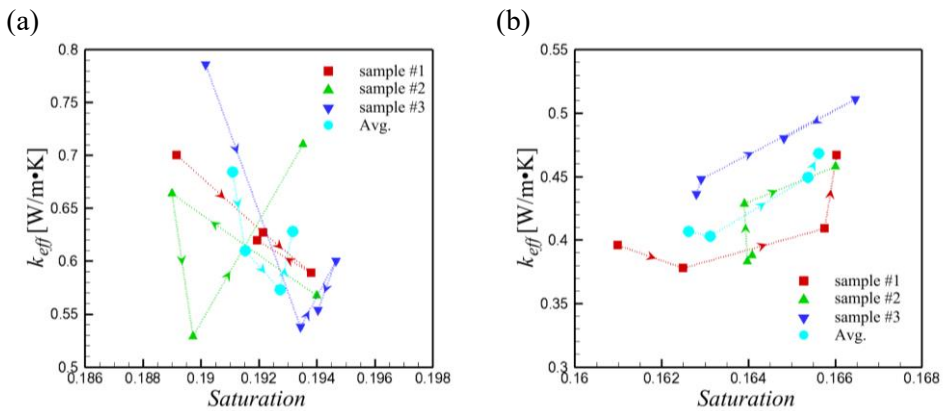 (a)
0.8
0.75
0.7
0.65
0.6
0.55
0.5
k_eff [W/m•K]
sample #1
sample #2
sample #3
Avg.
0.186 0.188 0.19 0.192 0.194 0.196 0.198
Saturation
(b)
0.55
0.5
0.45
0.4
0.35
0.3
k_eff [W/m•K]
sample #1
sample #2
sample #3
Avg.
0.16 0.162 0.164 0.166 0.168
Saturation